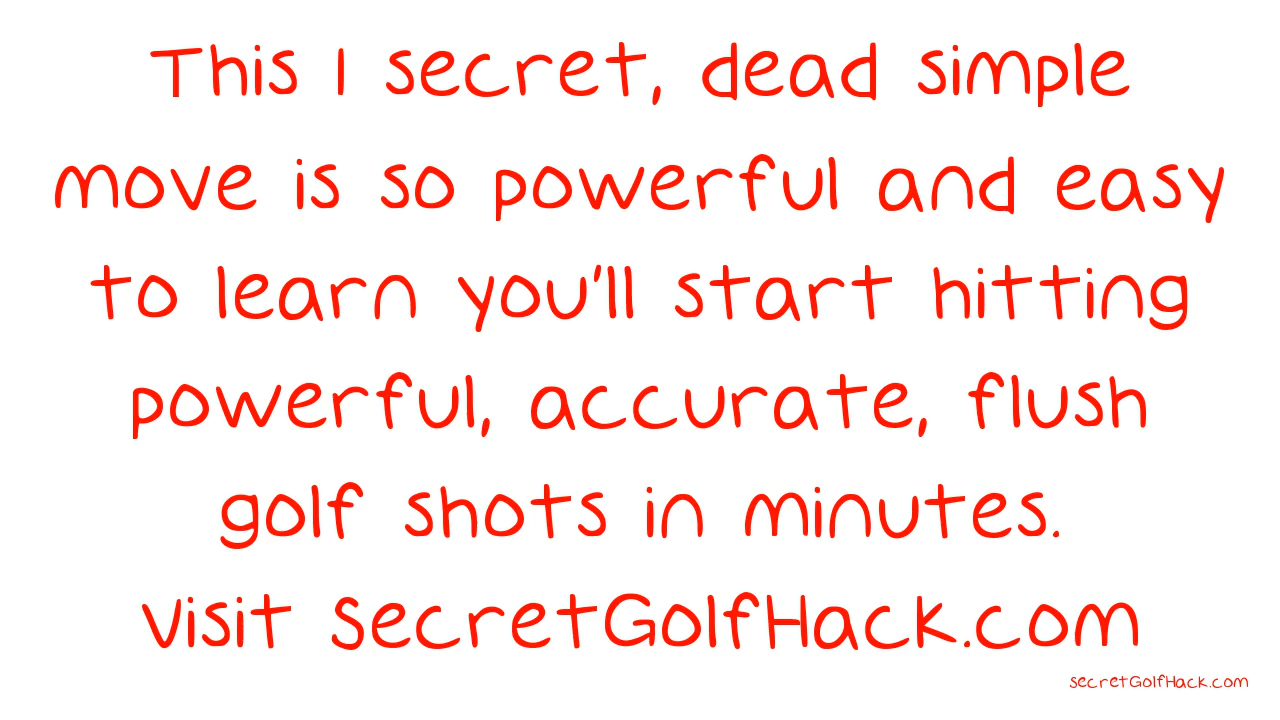 This 1 secret, dead simple
move is so powerful and easy
to learn you'll start hitting
powerful, accurate, flush
golf shots in minutes.
Visit SecretGolfHack.com
secretGolfHack.com